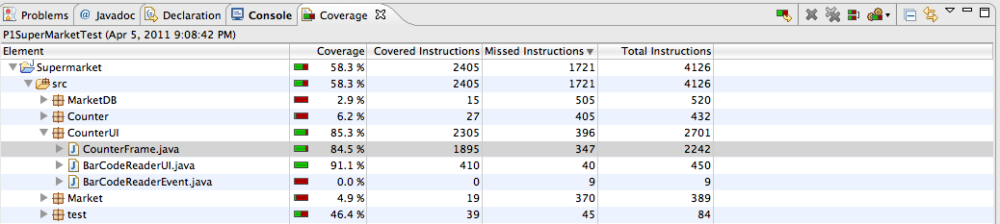 Problems @ Javadoc Declaration Console Coverage
P1SuperMarketTest (Apr 5, 2011 9:08:42 PM)
Element Coverage Covered Instructions Missed Instructions Total Instructions
Supermarket 58.3 % 2405 1721 4126
src 58.3 % 2405 1721 4126
MarketDB 2.9 % 15 505 520
Counter 6.2 % 27 405 432
CounterUI 85.3 % 2305 396 2701
CounterFrame.java 84.5 % 1895 347 2242
BarCodeReaderUI.java 91.1 % 410 40 450
BarCodeReaderEvent.java 0.0 % 0 9 9
Market 4.9 % 19 370 389
test 46.4 % 39 45 84